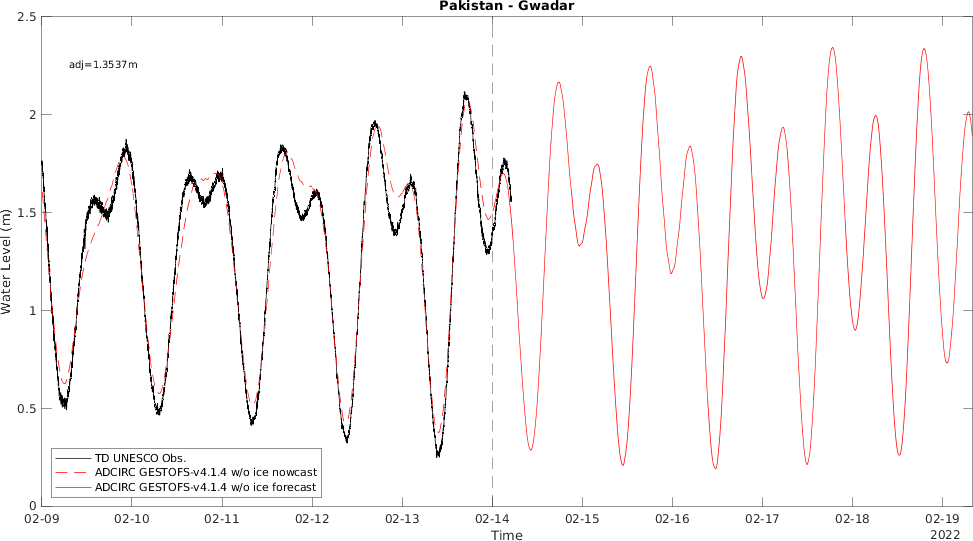 Pakistan - Gwadar
adj=1.3537m
Water Level (m)
2.5
2
1.5
1
0.5
0
TD UNESCO Obs.
ADCIRC GESTOFS-v4.1.4 w/o ice nowcast
ADCIRC GESTOFS-v4.1.4 w/o ice forecast
02-09 02-10 02-11 02-12 02-13 02-14 02-15 02-16 02-17 02-18 02-19
Time
2022